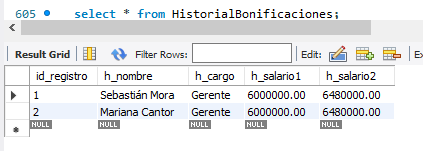 605 select * from HistorialBonificaciones;
Result Grid Filter Rows: Edit:
id_registro h_nombre h_cargo h_salario1 h_salario2
1 Sebastián Mora Gerente 6000000.00 6480000.00
2 Mariana Cantor Gerente 6000000.00 6480000.00
NULL NULL NULL NULL NULL